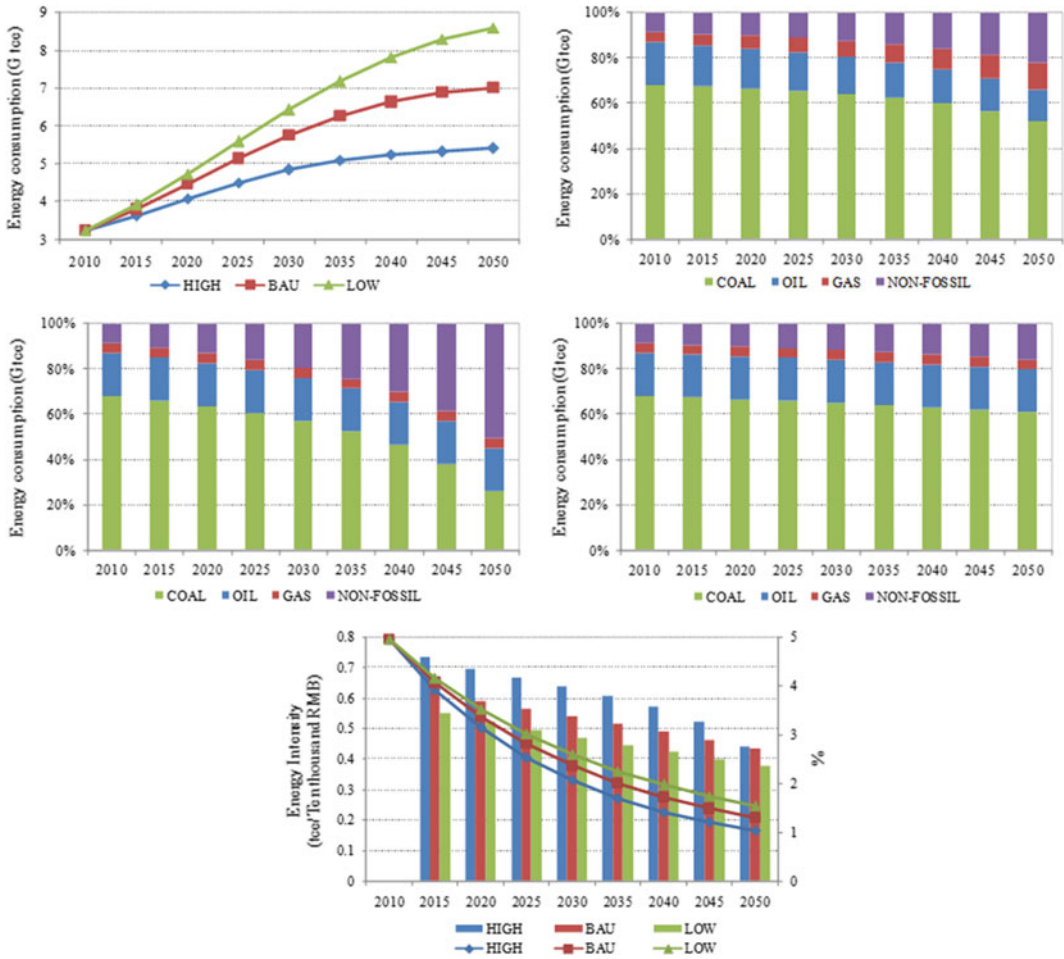 Energy consumption (Gtce)
9
8
7
6
5
4
3
2010 2015 2020 2025 2030 2035 2040 2045 2050
HIGH BAU LOW
Energy consumption (Gtce)
100%
80%
60%
40%
20%
0%
2010 2015 2020 2025 2030 2035 2040 2045 2050
COAL OIL GAS NON-FOSSIL
Energy consumption (Gtce)
100%
80%
60%
40%
20%
0%
2010 2015 2020 2025 2030 2035 2040 2045 2050
COAL OIL GAS NON-FOSSIL
Energy consumption (Gtce)
100%
80%
60%
40%
20%
0%
2010 2015 2020 2025 2030 2035 2040 2045 2050
COAL OIL GAS NON-FOSSIL
Energy Intensity
(tce/Ten thousand RMB)
0.8
0.7
0.6
0.5
0.4
0.3
0.2
0.1
0
5
4
3
2
1
0
%
2010 2015 2020 2025 2030 2035 2040 2045 2050
HIGH BAU LOW
HIGH BAU LOW